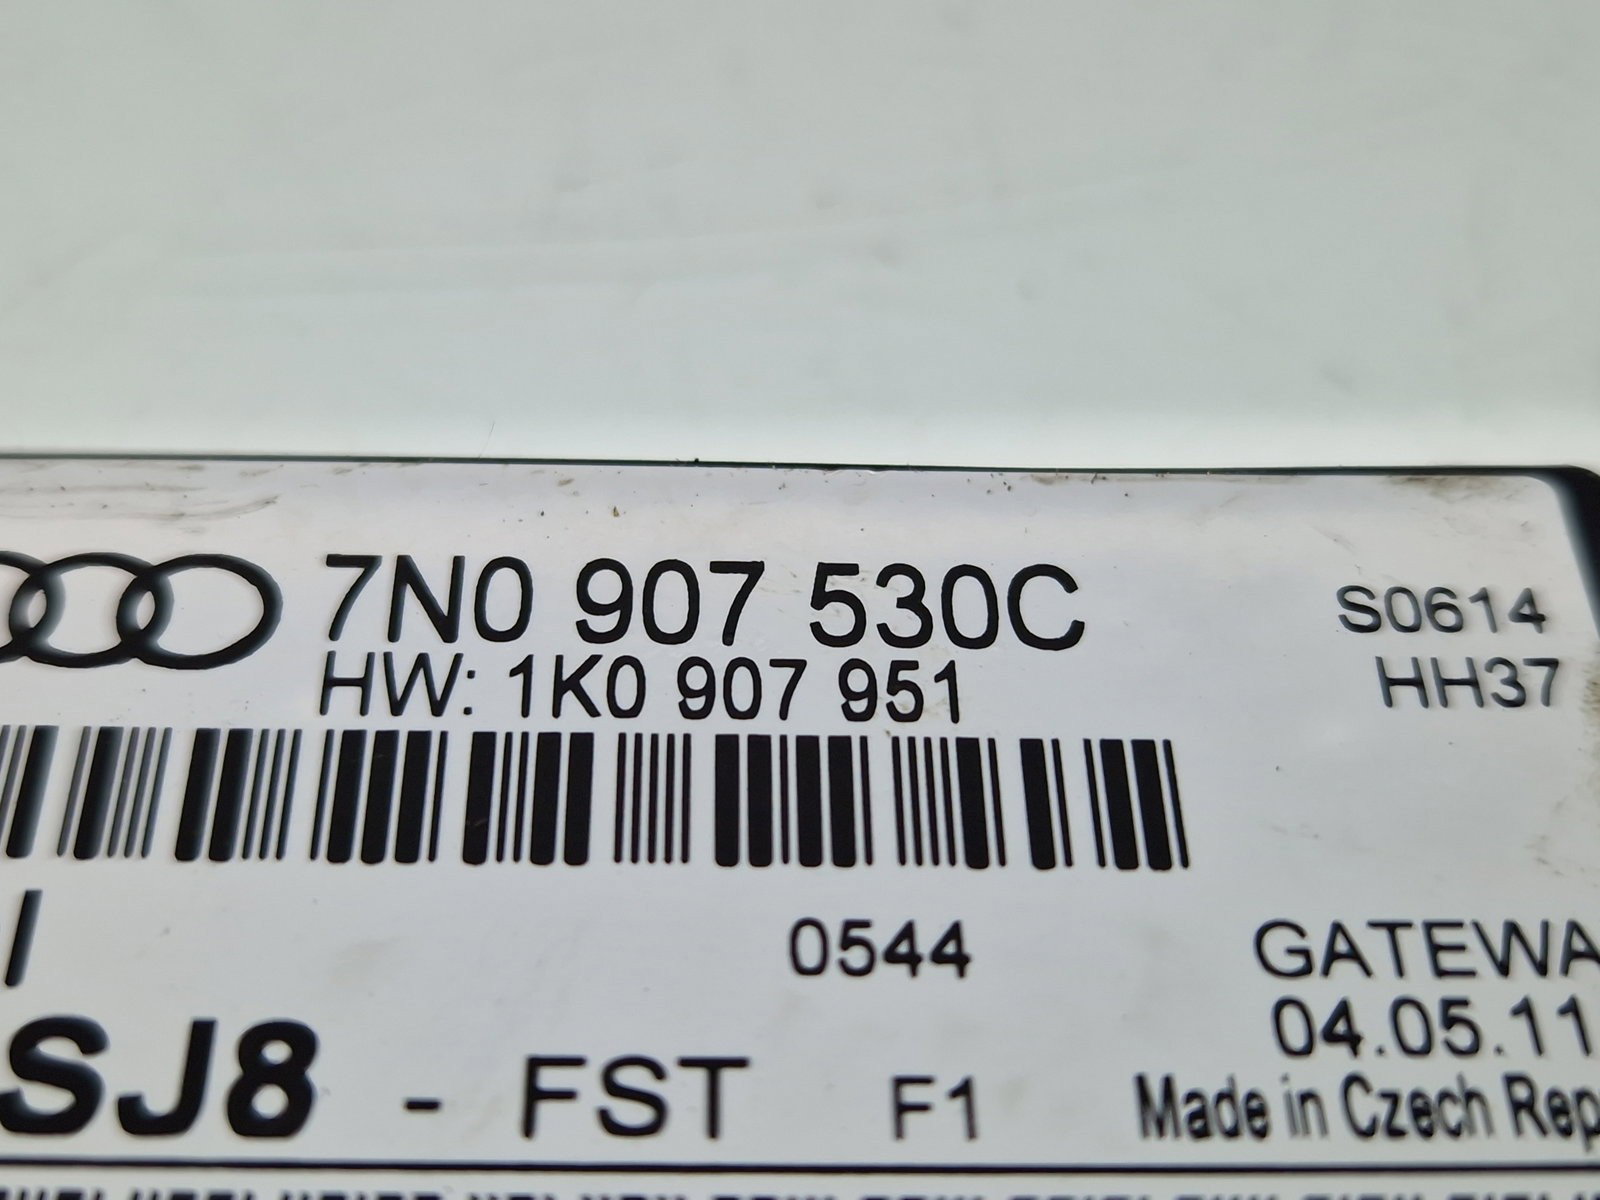 7N0 907 530C S0614
HW: 1K0 907 951 HH37
0544 GATEWA
SJ8 - FST F1 04.05.11
Made in Czech Rep